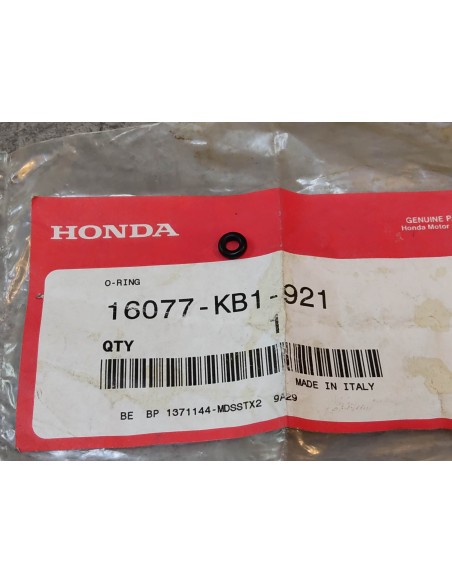 HONDA
GENUINE P
Honda Motor
O-RING
16077-KB1-921
QTY 1
MADE IN ITALY
BE BP 1371144-MDSSTX2 9A29